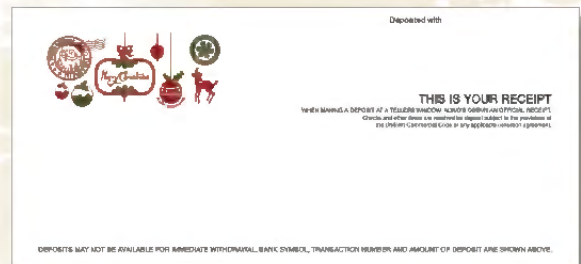 Deposited with
Merry Christmas
THIS IS YOUR RECEIPT
WHEN MAKING A DEPOSIT AT A TELLERS WINDOW ALWAYS OBTAIN AN OFFICIAL RECEIPT.
Checks and other items are received for deposit subject to the provisions of
the Uniform Commercial Code or any applicable collection agreement.
DEPOSITS MAY NOT BE AVAILABLE FOR IMMEDIATE WITHDRAWAL. BANK SYMBOL, TRANSACTION NUMBER AND AMOUNT OF DEPOSIT ARE SHOWN ABOVE.